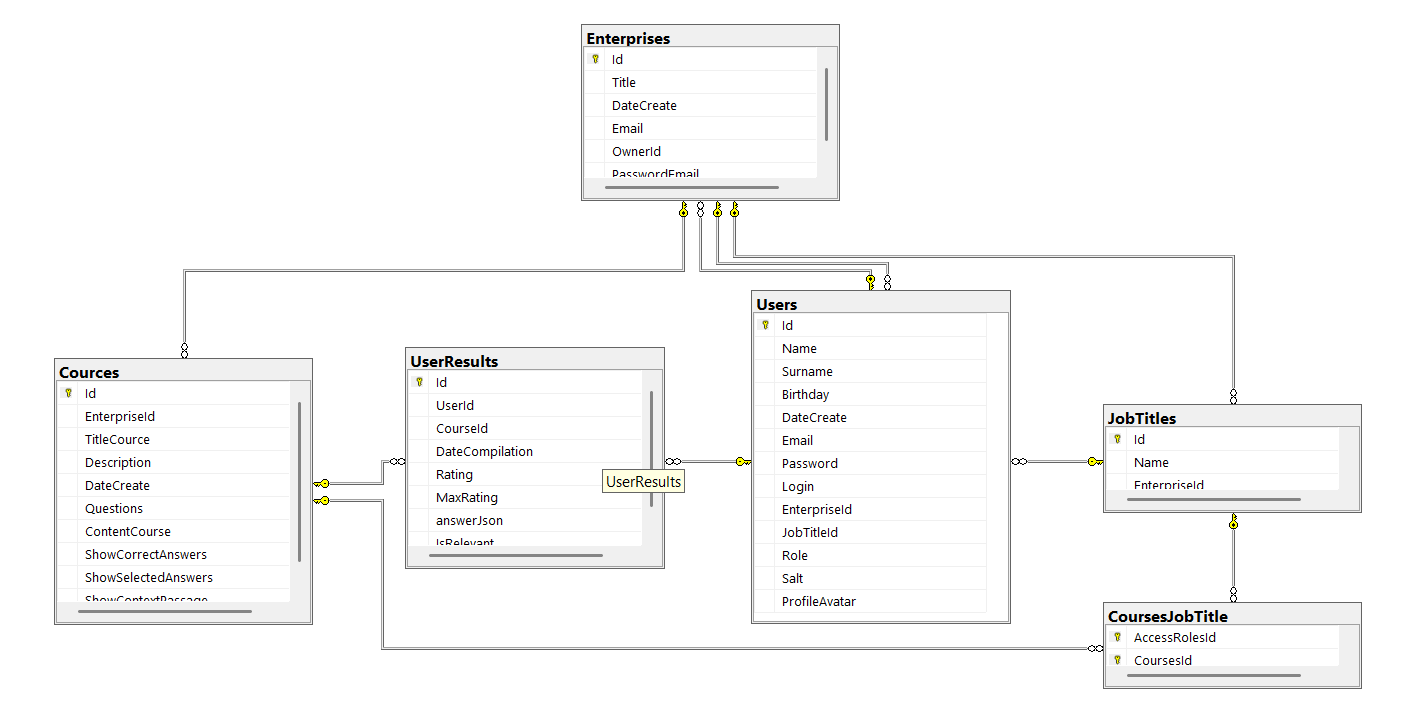 Enterprises
Id
Title
DateCreate
Email
OwnerId
PasswordEmail
Cources
Id
EnterpriseId
TitleCource
Description
DateCreate
Questions
ContentCourse
ShowCorrectAnswers
ShowSelectedAnswers
ShowContextPassage
UserResults
Id
UserId
CourseId
DateCompilation
Rating
MaxRating
answerJson
IsRelevant
UserResults
Users
Id
Name
Surname
Birthday
DateCreate
Email
Password
Login
EnterpriseId
JobTitleId
Role
Salt
ProfileAvatar
JobTitles
Id
Name
EnterpriseId
CoursesJobTitle
AccessRolesId
CoursesId